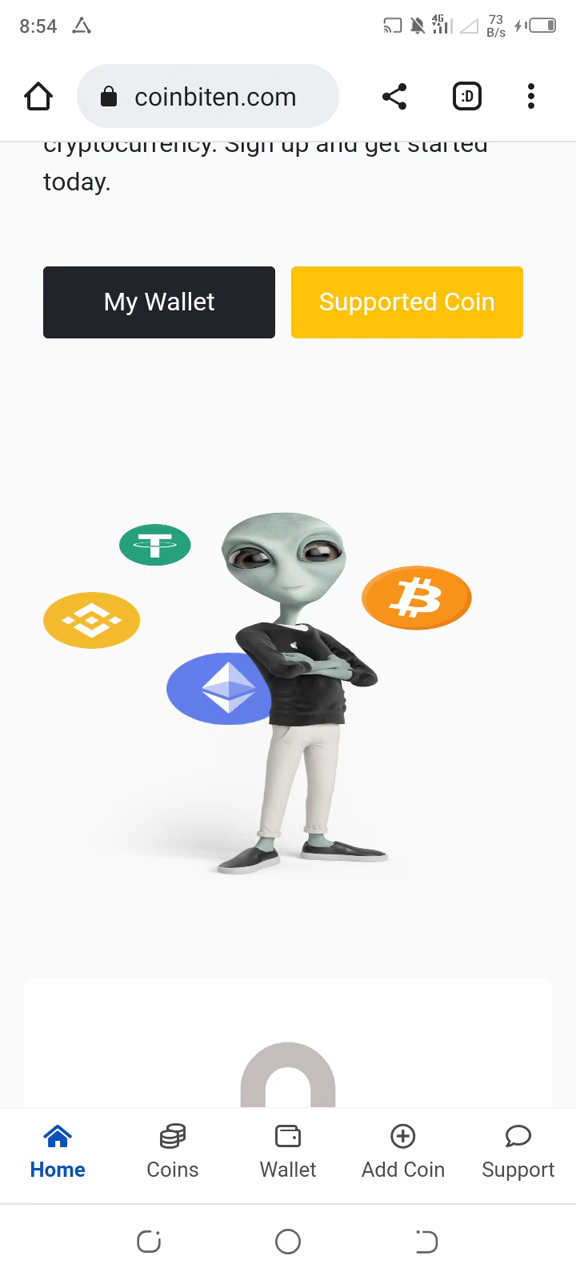 8:54
4G
73
B/s
coinbiten.com
:D
cryptocurrency. Sign up and get started
today.
My Wallet
Supported Coin
Home
Coins
Wallet
Add Coin
Support